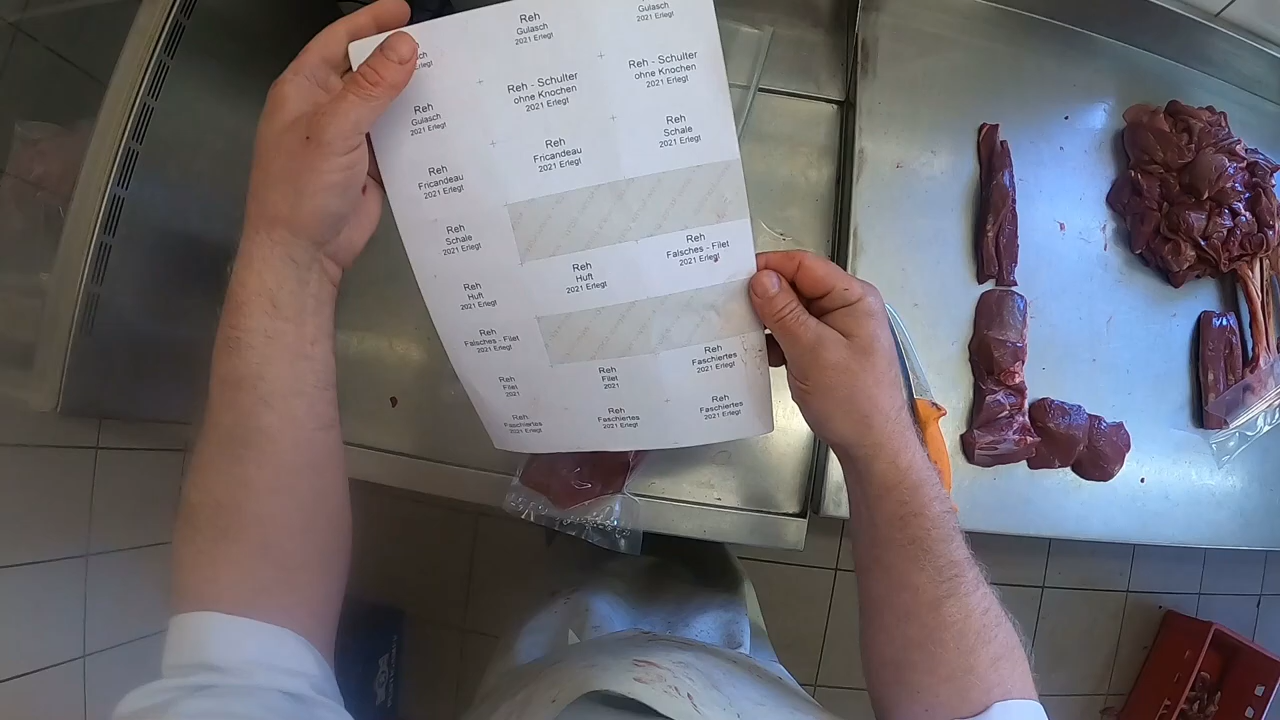 Reh
Gulasch
2021 Erlegt
Gulasch
2021 Erlegt
Reh - Schulter
ohne Knochen
2021 Erlegt
Reh - Schulter
ohne Knochen
2021 Erlegt
Reh
Gulasch
2021 Erlegt
Reh
Fricandeau
2021 Erlegt
Reh
Schale
2021 Erlegt
Reh
Fricandeau
2021 Erlegt
Reh
Schale
2021 Erlegt
Reh
Huft
2021 Erlegt
Reh
Falsches - Filet
2021 Erlegt
Reh
Huft
2021 Erlegt
Reh
Falsches - Filet
2021 Erlegt
Reh
Filet
2021
Reh
Filet
2021
Reh
Faschiertes
2021 Erlegt
Reh
Faschiertes
2021 Erlegt
Reh
Faschiertes
2021 Erlegt
Reh
Faschiertes
2021 Erlegt